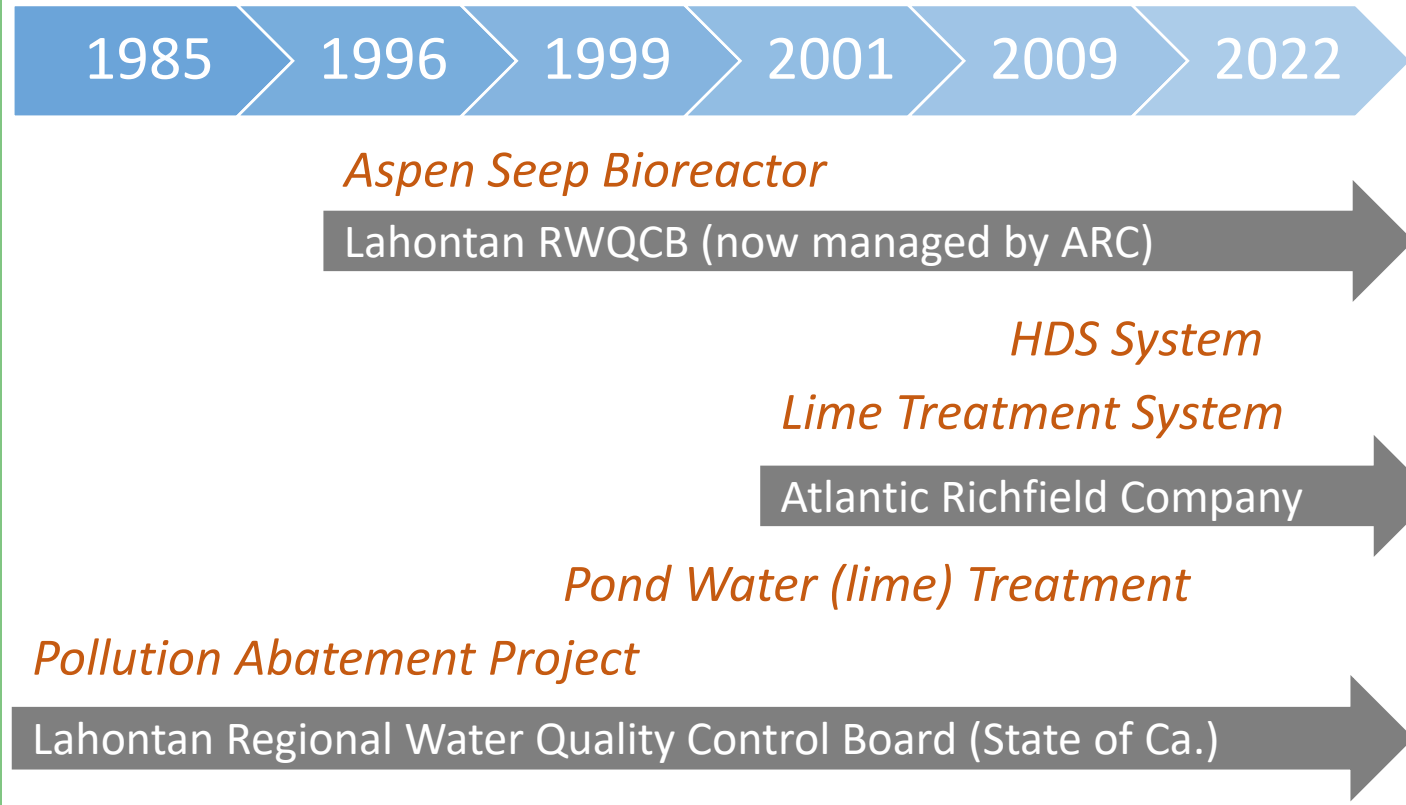 1985 1996 1999 2001 2009 2022
Aspen Seep Bioreactor
Lahontan RWQCB (now managed by ARC)
HDS System
Lime Treatment System
Atlantic Richfield Company
Pond Water (lime) Treatment
Pollution Abatement Project
Lahontan Regional Water Quality Control Board (State of Ca.)